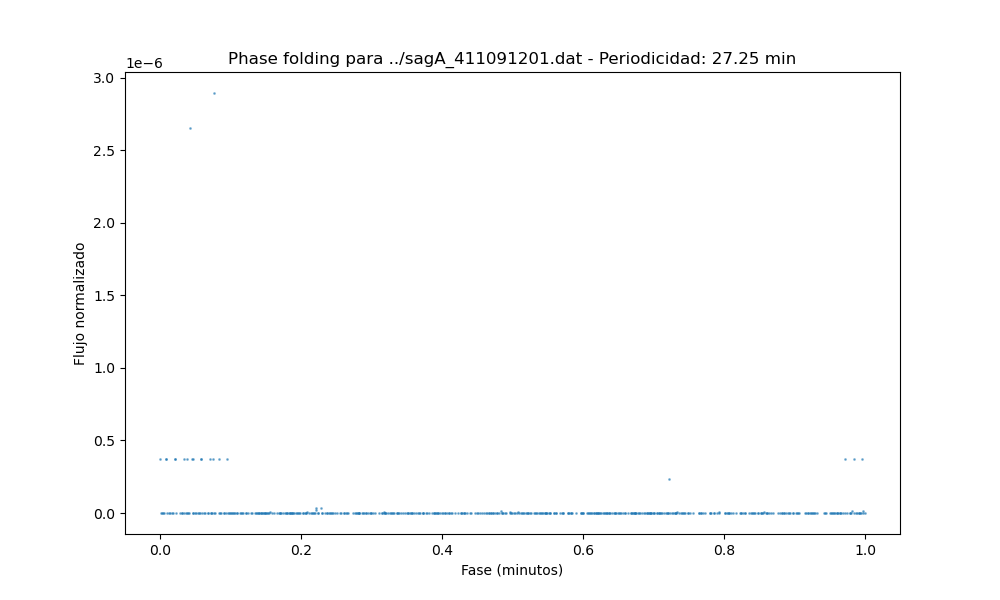 Phase folding para ../sagA_411091201.dat - Periodicidad: 27.25 min
1e−6
3.0
2.5
2.0
1.5
1.0
0.5
0.0
Flujo normalizado
0.0 0.2 0.4 0.6 0.8 1.0
Fase (minutos)